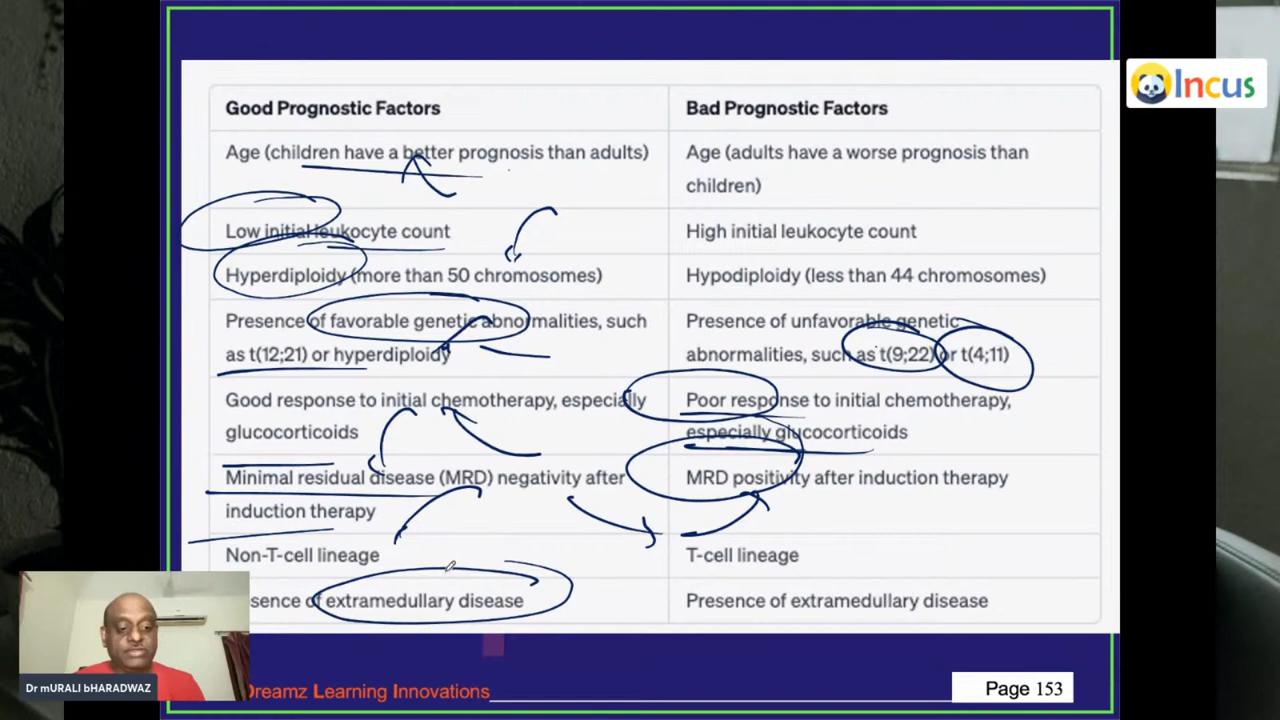 Incus
Good Prognostic Factors
Bad Prognostic Factors
Age (children have a better prognosis than adults)
Age (adults have a worse prognosis than
children)
Low initial leukocyte count
High initial leukocyte count
Hyperdiploidy (more than 50 chromosomes)
Hypodiploidy (less than 44 chromosomes)
Presence of favorable genetic abnormalities, such
as t(12;21) or hyperdiploidy
Presence of unfavorable genetic
abnormalities, such as t(9;22) or t(4;11)
Good response to initial chemotherapy, especially
glucocorticoids
Poor response to initial chemotherapy,
especially glucocorticoids
Minimal residual disease (MRD) negativity after
induction therapy
MRD positivity after induction therapy
Non-T-cell lineage
T-cell lineage
sence of extramedullary disease
Presence of extramedullary disease
Dr mURALI bHARADWAZ
Dreamz Learning Innovations
Page 153